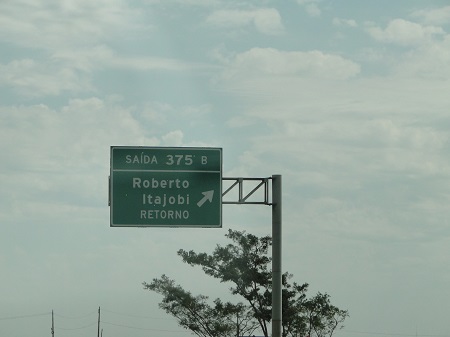 SAÍDA 375 B
Roberto
Itajobi
RETORNO